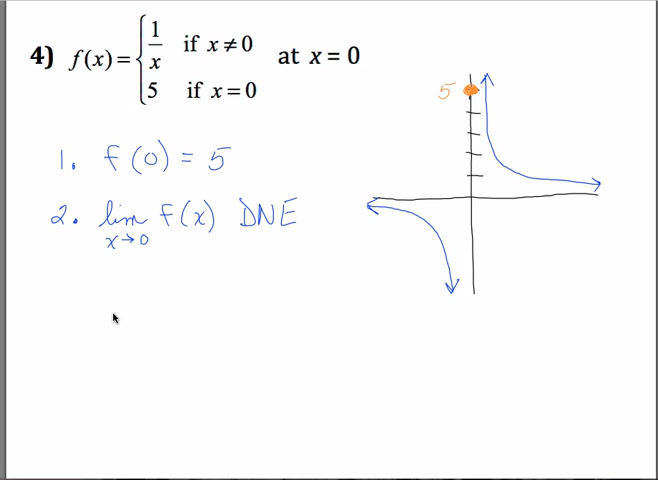 4) f(x) = { 1/x if x ≠ 0 at x = 0
5 if x = 0
5
1. f(0) = 5
2. lim f(x) DNE
x→0